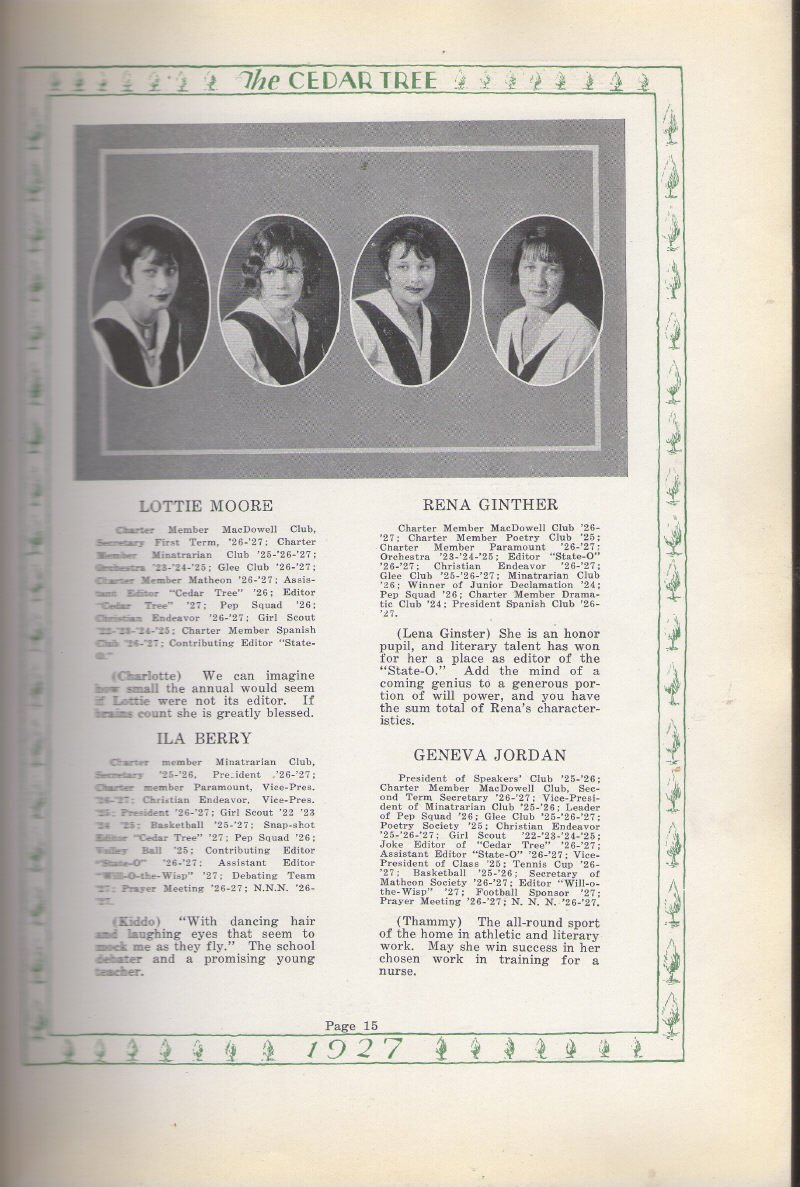 The CEDAR TREE
LOTTIE MOORE
Charter Member MacDowell Club,
Secretary First Term, '26-'27; Charter
Member Minatrarian Club '25-'26-'27;
Orchestra '23-'24-'25; Glee Club '26-'27;
Charter Member Matheon '26-'27; Assis-
tant Editor "Cedar Tree" '26; Editor
"Cedar Tree" '27; Pep Squad '26;
Christian Endeavor '26-'27; Girl Scout
'22-'23-'24-'25; Charter Member Spanish
Club '26-'27; Contributing Editor "State-
O."
(Charlotte) We can imagine
how small the annual would seem
if Lottie were not its editor. If
brains count she is greatly blessed.
ILA BERRY
Charter member Minatrarian Club,
Secretary '25-'26, Pre.ident .'26-'27;
Charter member Paramount, Vice-Pres.
'26-'27; Christian Endeavor, Vice-Pres.
'25; President '26-'27; Girl Scout '22 '23
'24 '25; Basketball '25-'27; Snap-shot
Editor "Cedar Tree" '27; Pep Squad '26;
Volley Ball '25; Contributing Editor
"State-O" '26-'27; Assistant Editor
"Will-O-the-Wisp" '27; Debating Team
'27; Prayer Meeting '26-27; N.N.N. '26-
'27.
(Kiddo) "With dancing hair
and laughing eyes that seem to
mock me as they fly." The school
debater and a promising young
teacher.
RENA GINTHER
Charter Member MacDowell Club '26-
'27; Charter Member Poetry Club '25;
Charter Member Paramount '26-'27;
Orchestra '23-'24-'25; Editor "State-O"
'26-'27; Christian Endeavor '26-'27;
Glee Club '25-'26-'27; Minatrarian Club
'26; Winner of Junior Declamation '24;
Pep Squad '26; Charter Member Drama-
tic Club '24; President Spanish Club '26-
'27.
(Lena Ginster) She is an honor
pupil, and literary talent has won
for her a place as editor of the
"State-O." Add the mind of a
coming genius to a generous por-
tion of will power, and you have
the sum total of Rena's character-
istics.
GENEVA JORDAN
President of Speakers' Club '25-'26;
Charter Member MacDowell Club, Sec-
ond Term Secretary '26-'27; Vice-Presi-
dent of Minatrarian Club '25-'26; Leader
of Pep Squad '26; Glee Club '25-'26-'27;
Poetry Society '25; Christian Endeavor
'25-'26-'27; Girl Scout '22-'23-'24-'25;
Joke Editor of "Cedar Tree" '26-'27;
Assistant Editor "State-O" '26-'27; Vice-
President of Class '25; Tennis Cup '26-
'27; Basketball '25-'26; Secretary of
Matheon Society '26-'27; Editor "Will-o-
the-Wisp" '27; Football Sponsor '27;
Prayer Meeting '26-'27; N. N. N. '26-'27.
(Thammy) The all-round sport
of the home in athletic and literary
work. May she win success in her
chosen work in training for a
nurse.
Page 15
1927